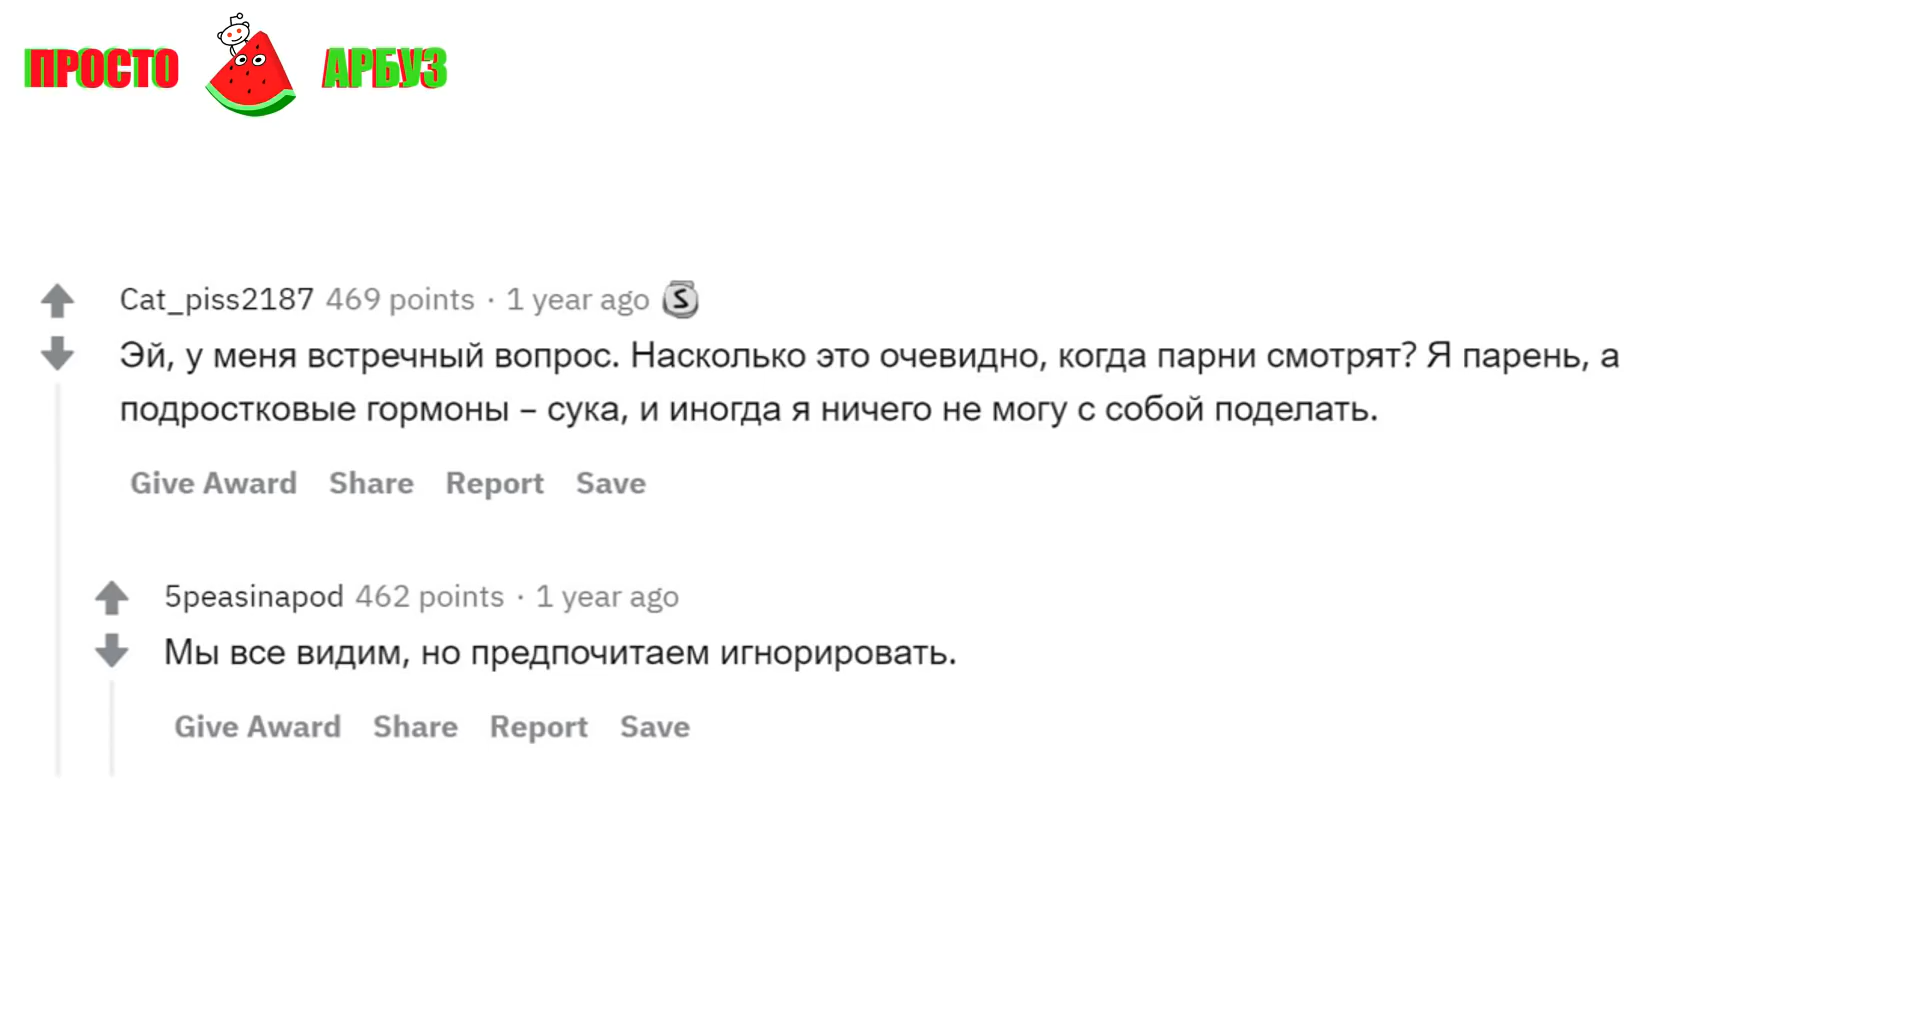 ПРОСТО АРБУЗ
Cat_piss2187 469 points · 1 year ago S
Эй, у меня встречный вопрос. Насколько это очевидно, когда парни смотрят? Я парень, а
подростковые гормоны – сука, и иногда я ничего не могу с собой поделать.
Give Award Share Report Save
5peasinapod 462 points · 1 year ago
Мы все видим, но предпочитаем игнорировать.
Give Award Share Report Save